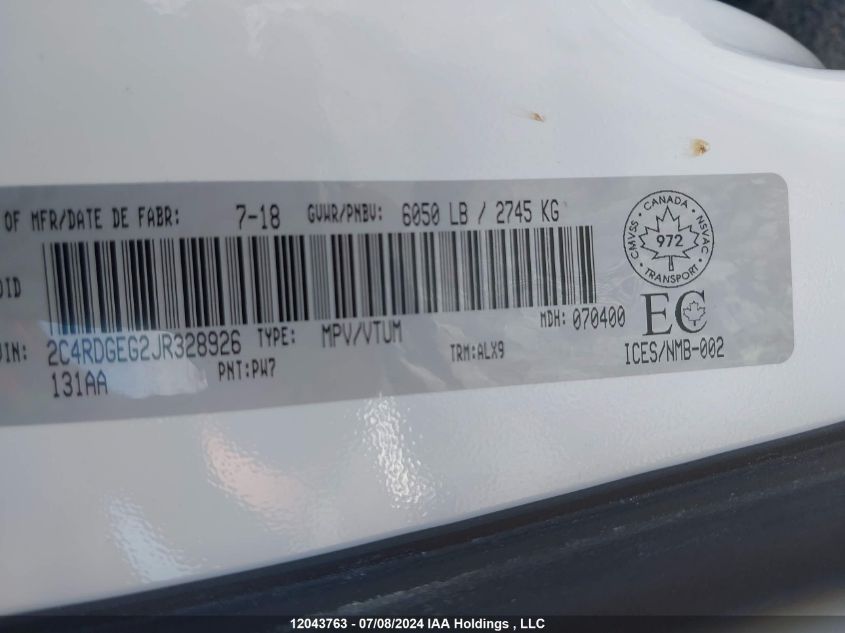 OF MFR/DATE DE FABR: 7-18 GVWR/PNBV: 6050 LB / 2745 KG
CMVSS · CANADA · NSVAC
972
TRANSPORT
EC
MDH: 070400
2C4RDGEG2JR328926 TYPE: MPV/VTUM
ICES/NMB-002
131AA PNT:PW7 TRM:ALX9
12043763 - 07/08/2024 IAA Holdings , LLC